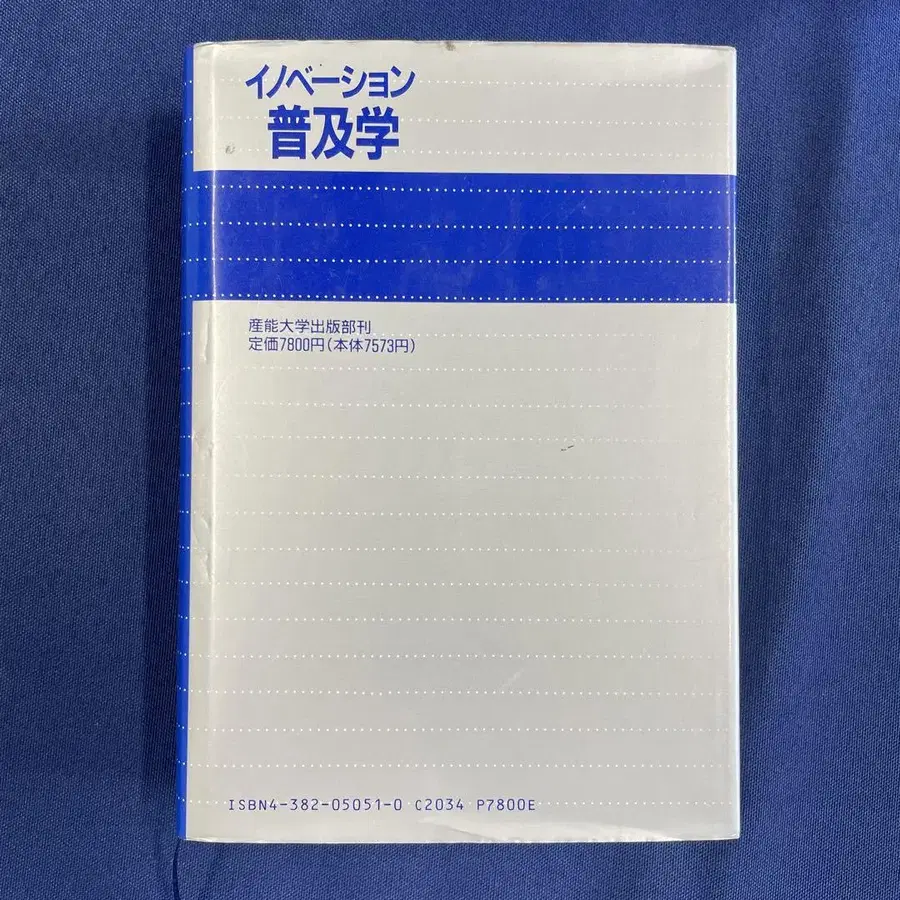 イノベーション
普及学
産能大学出版部刊
定価7800円(本体7573円)
ISBN4-382-05051-0 C2034 P7800E